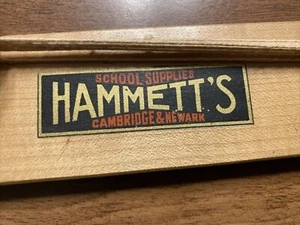 SCHOOL SUPPLIES
HAMMETT'S
CAMBRIDGE & NEWARK